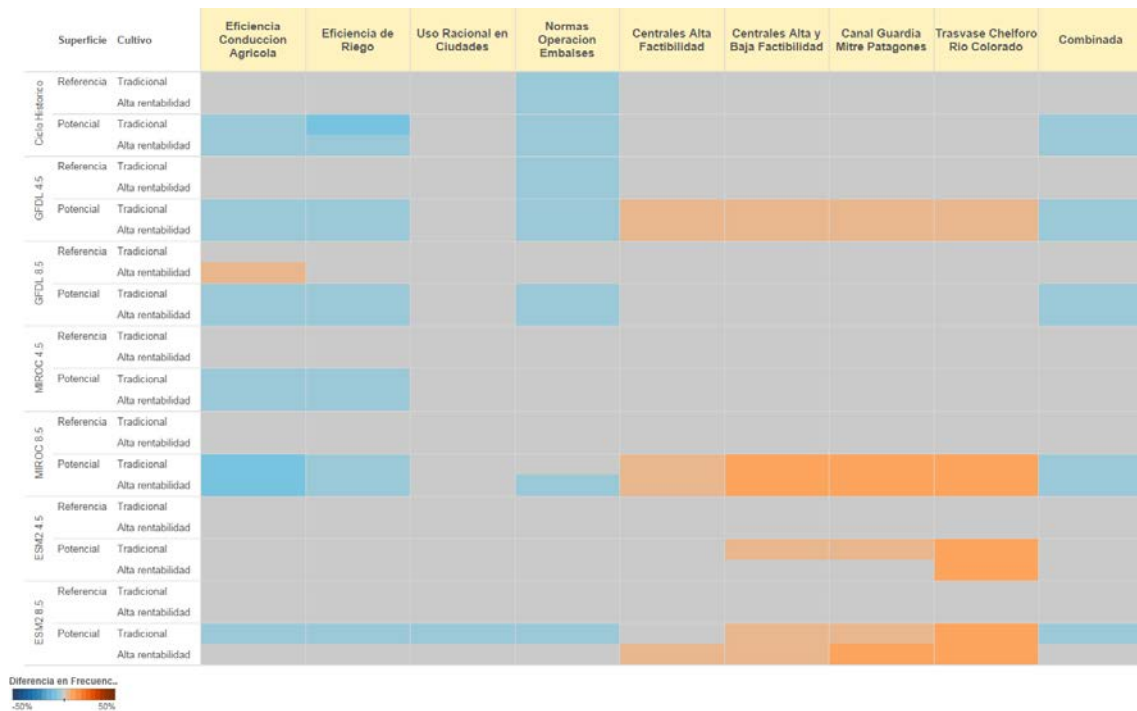 Superficie Cultivo Eficiencia Conduccion Agricola Eficiencia de Riego Uso Racional en Ciudades Normas Operacion Embalses Centrales Alta Factibilidad Centrales Alta y Baja Factibilidad Canal Guardia Mitre Patagones Trasvase Chelforo Rio Colorado Combinada
Ciclo Historico
Referencia Tradicional
Alta rentabilidad
Potencial Tradicional
Alta rentabilidad
GFDL 4.5
Referencia Tradicional
Alta rentabilidad
Potencial Tradicional
Alta rentabilidad
GFDL 8.5
Referencia Tradicional
Alta rentabilidad
Potencial Tradicional
Alta rentabilidad
MIROC 4.5
Referencia Tradicional
Alta rentabilidad
Potencial Tradicional
Alta rentabilidad
MIROC 8.5
Referencia Tradicional
Alta rentabilidad
Potencial Tradicional
Alta rentabilidad
ESM2 4.5
Referencia Tradicional
Alta rentabilidad
Potencial Tradicional
Alta rentabilidad
ESM2 8.5
Referencia Tradicional
Alta rentabilidad
Potencial Tradicional
Alta rentabilidad
Diferencia en Frecuenc..
-50% 50%